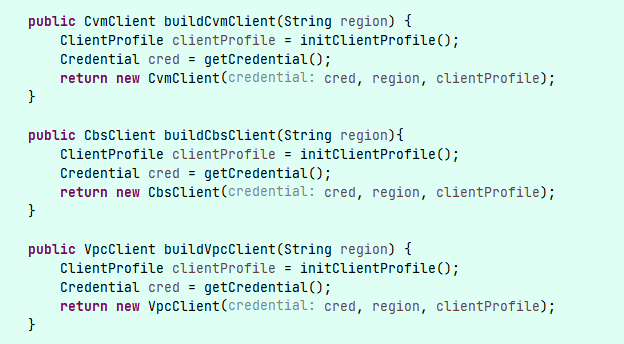 public CvmClient buildCvmClient(String region) {
ClientProfile clientProfile = initClientProfile();
Credential cred = getCredential();
return new CvmClient(credential: cred, region, clientProfile);
}
public CbsClient buildCbsClient(String region){
ClientProfile clientProfile = initClientProfile();
Credential cred = getCredential();
return new CbsClient(credential: cred, region, clientProfile);
}
public VpcClient buildVpcClient(String region) {
ClientProfile clientProfile = initClientProfile();
Credential cred = getCredential();
return new VpcClient(credential: cred, region, clientProfile);
}